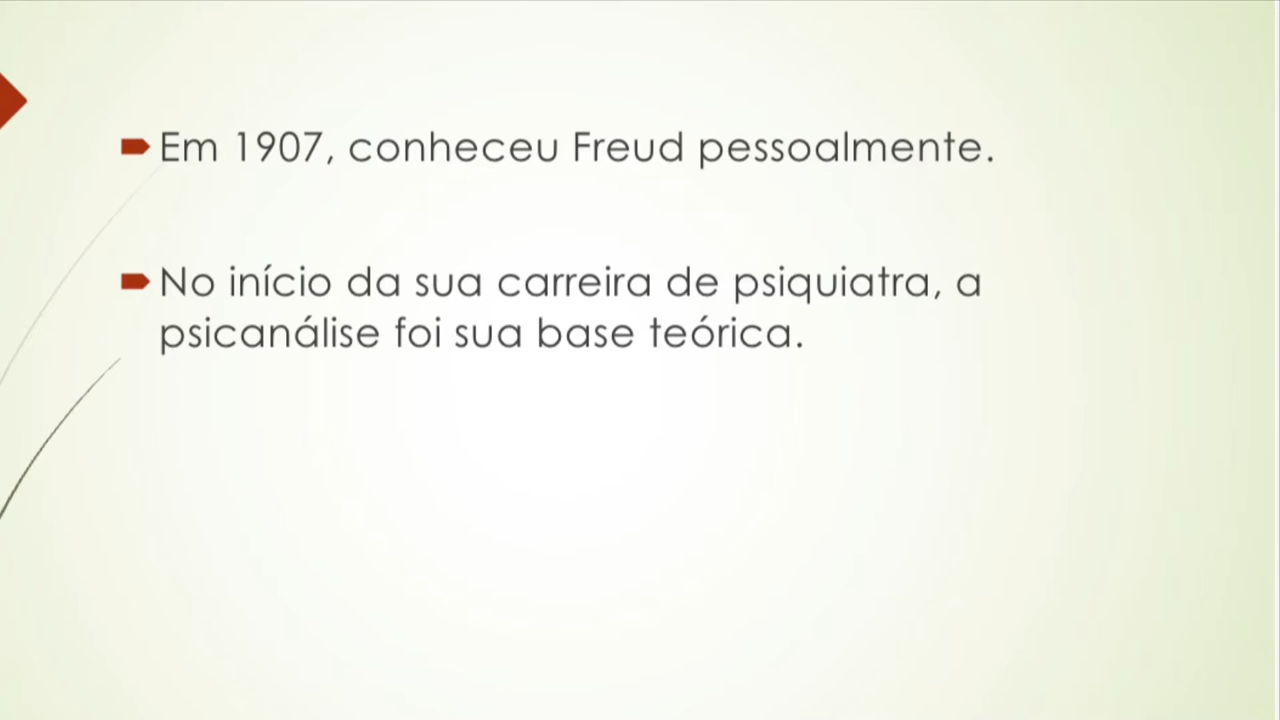 Em 1907, conheceu Freud pessoalmente.
No início da sua carreira de psiquiatra, a
psicanálise foi sua base teórica.